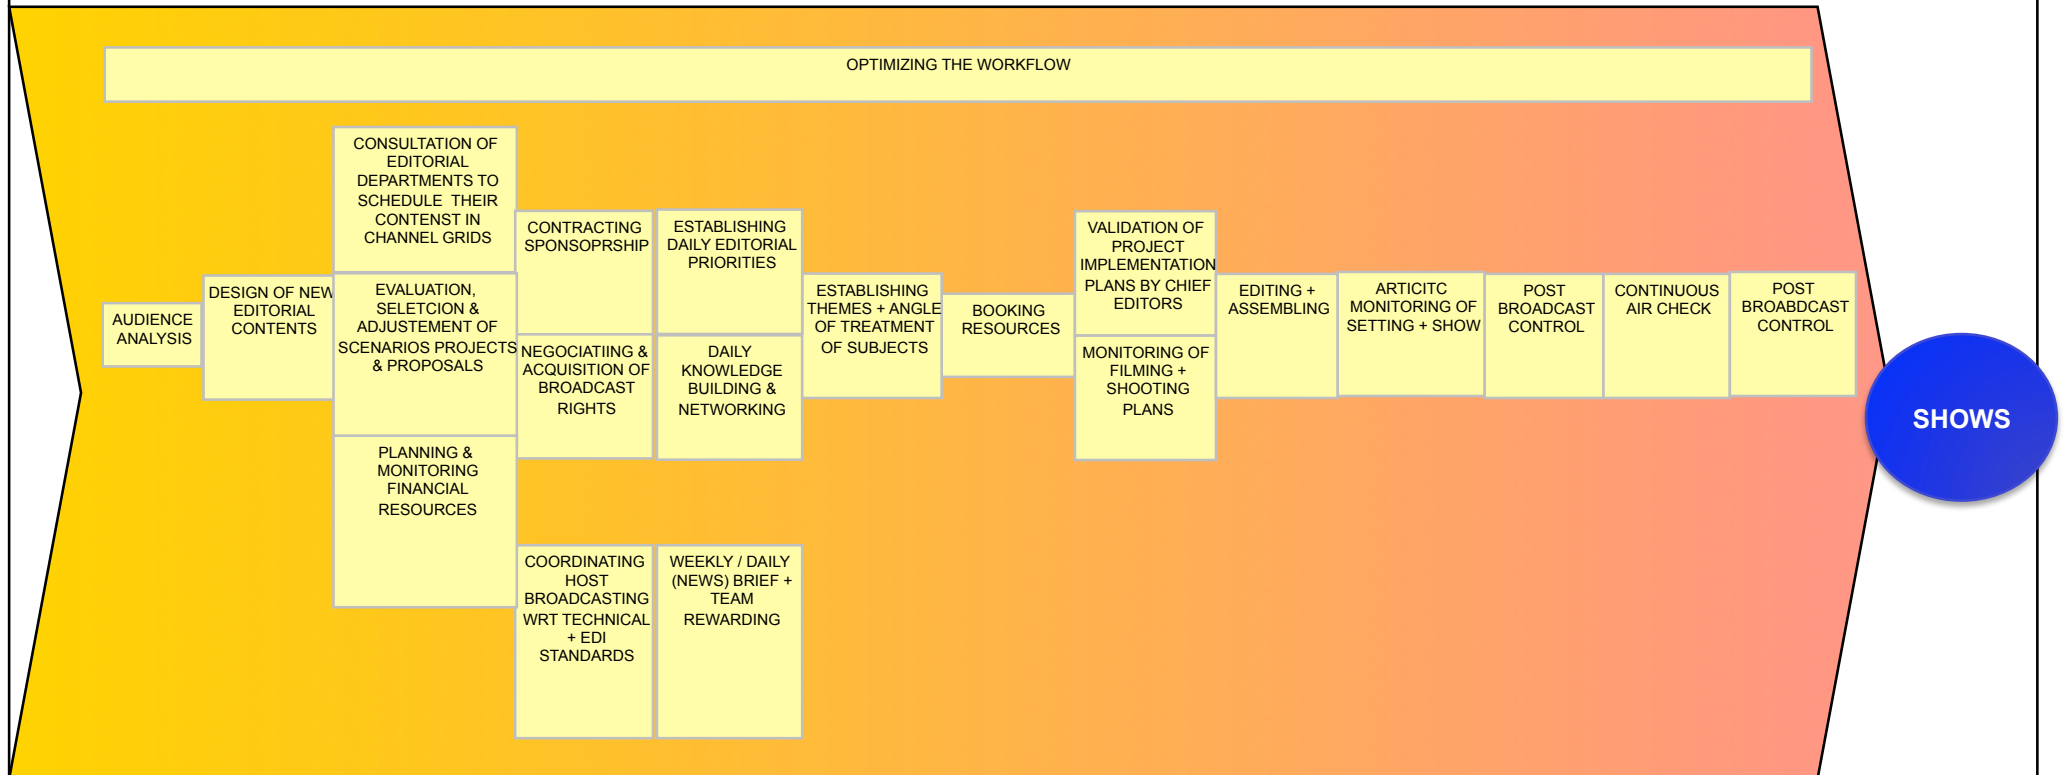 OPTIMIZING THE WORKFLOW
AUDIENCE
ANALYSIS
DESIGN OF NEW
EDITORIAL
CONTENTS
CONSULTATION OF
EDITORIAL
DEPARTMENTS TO
SCHEDULE THEIR
CONTENST IN
CHANNEL GRIDS
EVALUATION,
SELETCION &
ADJUSTEMENT OF
SCENARIOS PROJECTS
& PROPOSALS
PLANNING &
MONITORING
FINANCIAL
RESOURCES
CONTRACTING
SPONSOPRSHIP
NEGOCIATIING &
ACQUISITION OF
BROADCAST
RIGHTS
COORDINATING
HOST
BROADCASTING
WRT TECHNICAL
+ EDI
STANDARDS
ESTABLISHING
DAILY EDITORIAL
PRIORITIES
DAILY
KNOWLEDGE
BUILDING &
NETWORKING
WEEKLY / DAILY
(NEWS) BRIEF +
TEAM
REWARDING
ESTABLISHING
THEMES + ANGLE
OF TREATMENT
OF SUBJECTS
BOOKING
RESOURCES
VALIDATION OF
PROJECT
IMPLEMENTATION
PLANS BY CHIEF
EDITORS
MONITORING OF
FILMING +
SHOOTING
PLANS
EDITING +
ASSEMBLING
ARTICITC
MONITORING OF
SETTING + SHOW
POST
BROADCAST
CONTROL
CONTINUOUS
AIR CHECK
POST
BROABDCAST
CONTROL
SHOWS